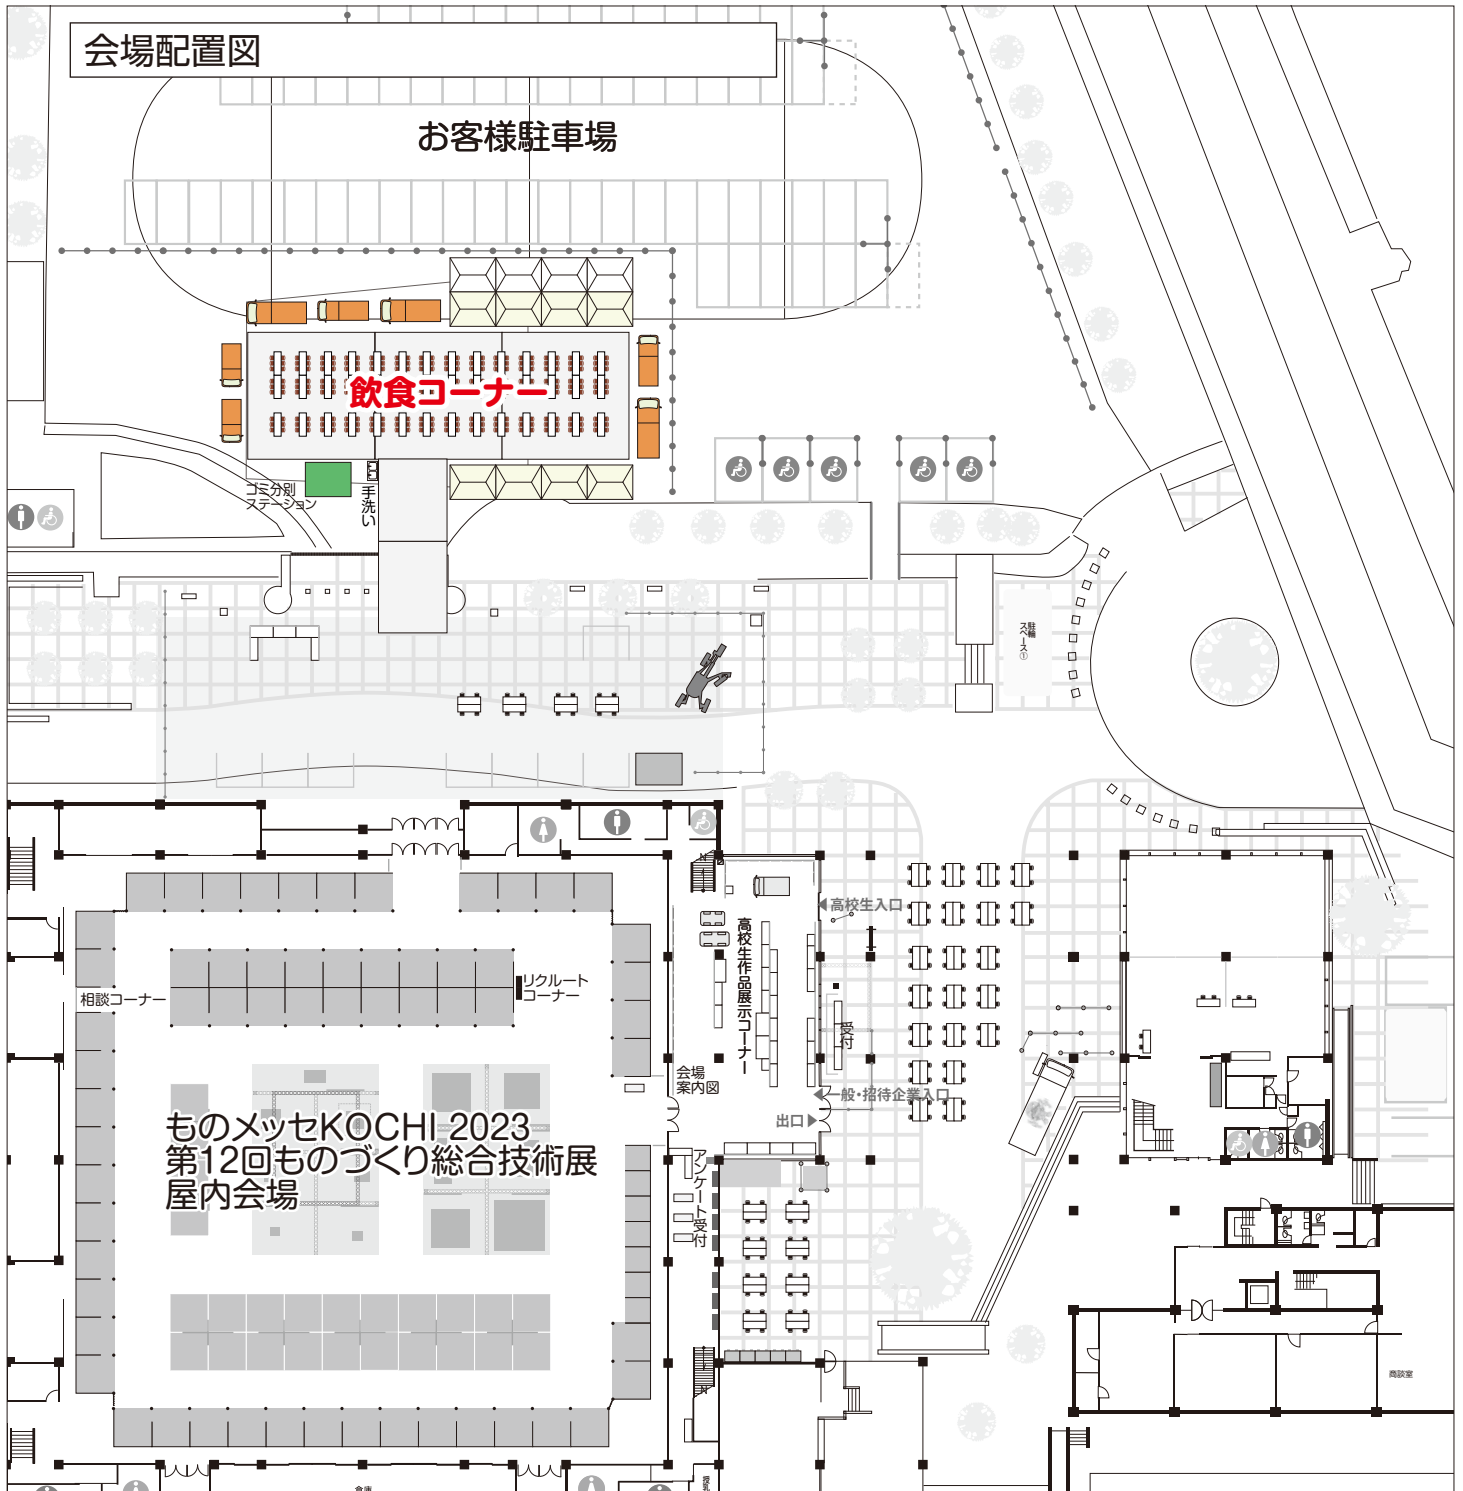 会場配置図
お客様駐車場
飲食コーナー
ゴミ分別
ステーション
手洗い
駐輪
スペース①
高校生入口
高校生作品展示コーナー
リクルート
コーナー
相談コーナー
受付
会場
案内図
一般・招待企業入口
出口
ものメッセKOCHI 2023
第12回ものづくり総合技術展
屋内会場
アンケート受付
商談室
倉庫